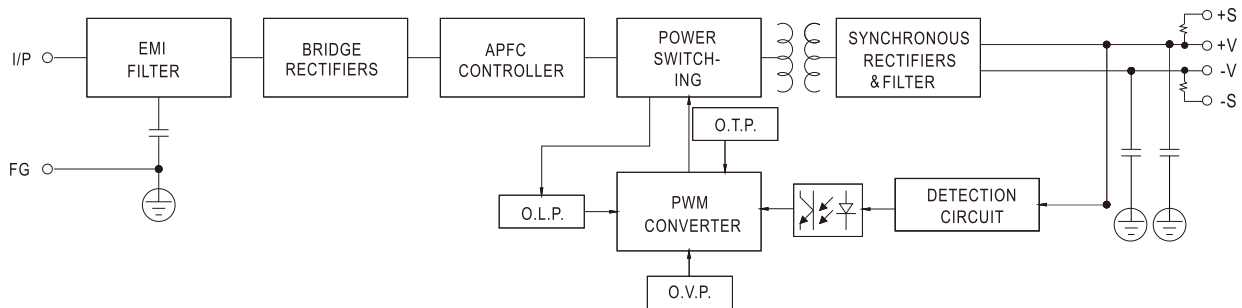 I/P
EMI
FILTER
BRIDGE
RECTIFIERS
APFC
CONTROLLER
POWER
SWITCH-
ING
SYNCHRONOUS
RECTIFIERS
& FILTER
+S
+V
-V
-S
O.T.P.
FG
O.L.P.
PWM
CONVERTER
DETECTION
CIRCUIT
O.V.P.